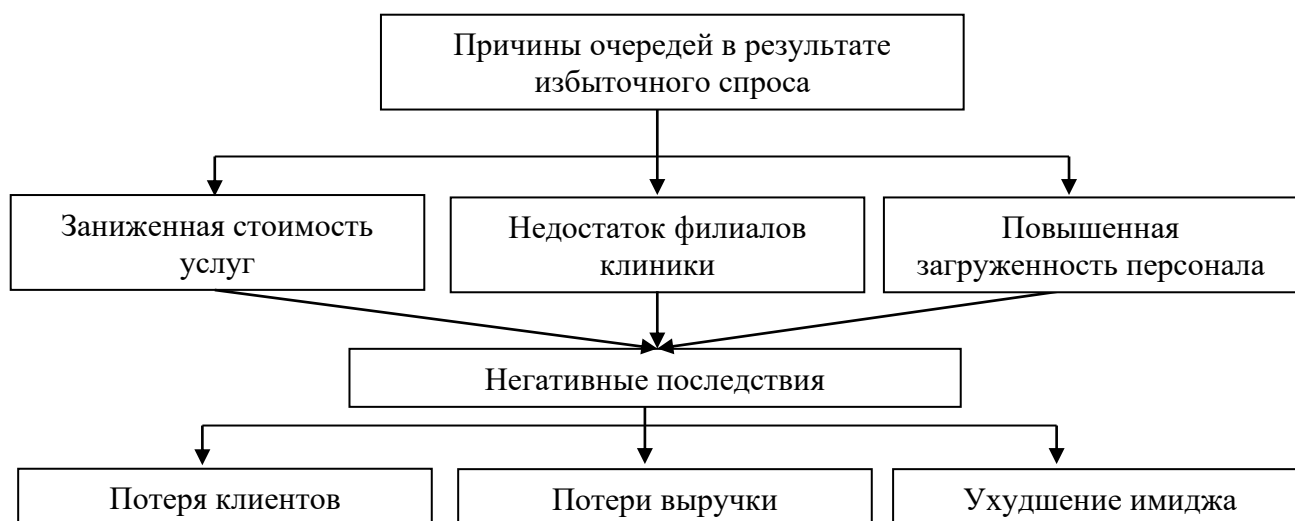 Причины очередей в результате
избыточного спроса
Заниженная стоимость
услуг
Недостаток филиалов
клиники
Повышенная
загруженность персонала
Негативные последствия
Потеря клиентов
Потери выручки
Ухудшение имиджа